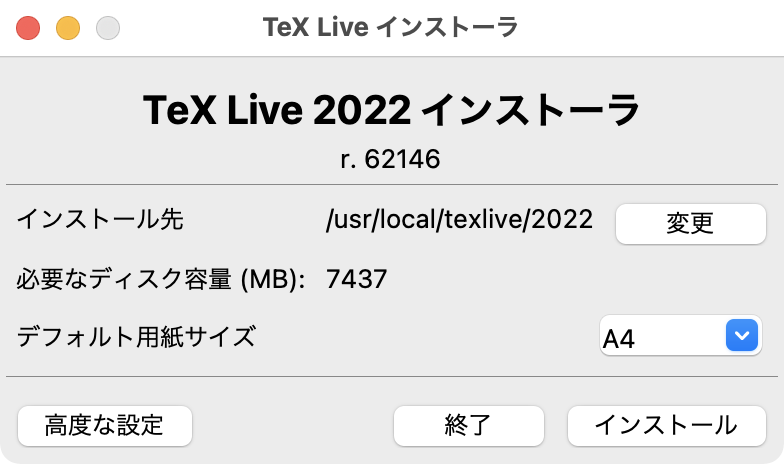 TeX Live インストーラ
TeX Live 2022 インストーラ
r. 62146
インストール先 /usr/local/texlive/2022 変更
必要なディスク容量 (MB): 7437
デフォルト用紙サイズ A4
高度な設定 終了 インストール